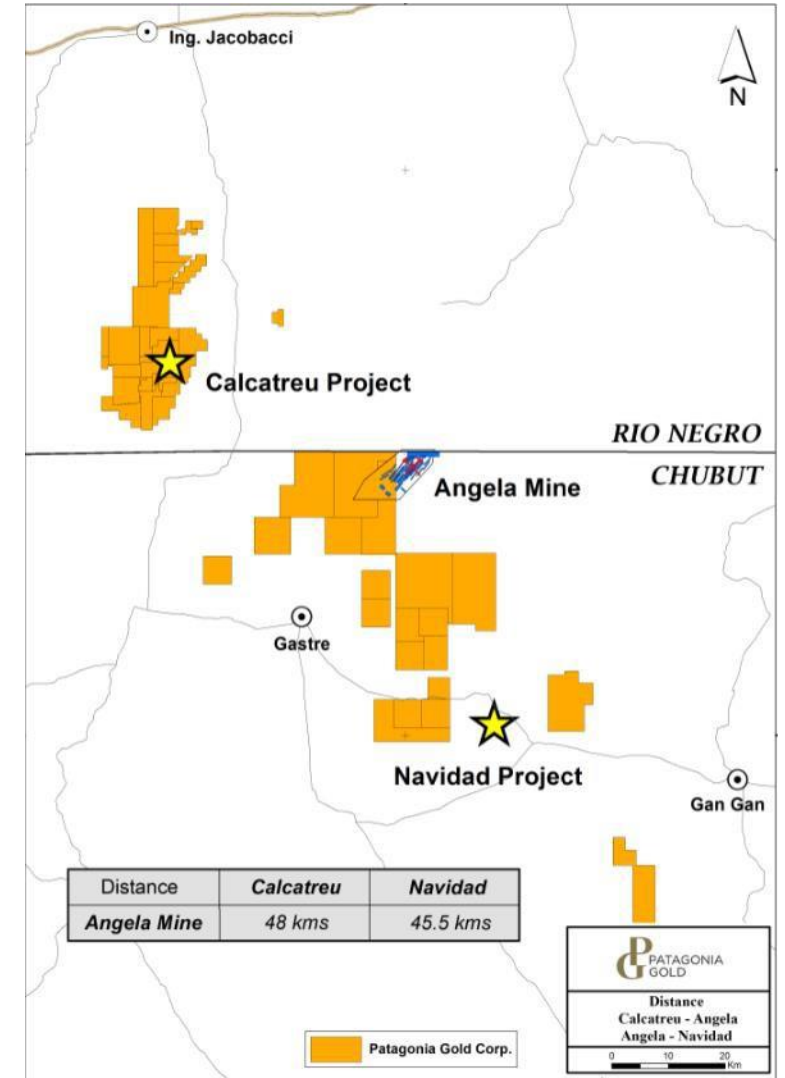 Ing. Jacobacci
N
Calcatreu Project
RIO NEGRO
CHUBUT
Angela Mine
Gastre
Navidad Project
Gan Gan
Distance Calcatreu Navidad
Angela Mine 48 kms 45.5 kms
PATAGONIA
GOLD
Distance
Calcatreu - Angela
Angela - Navidad
0 10 20
Km
Patagonia Gold Corp.